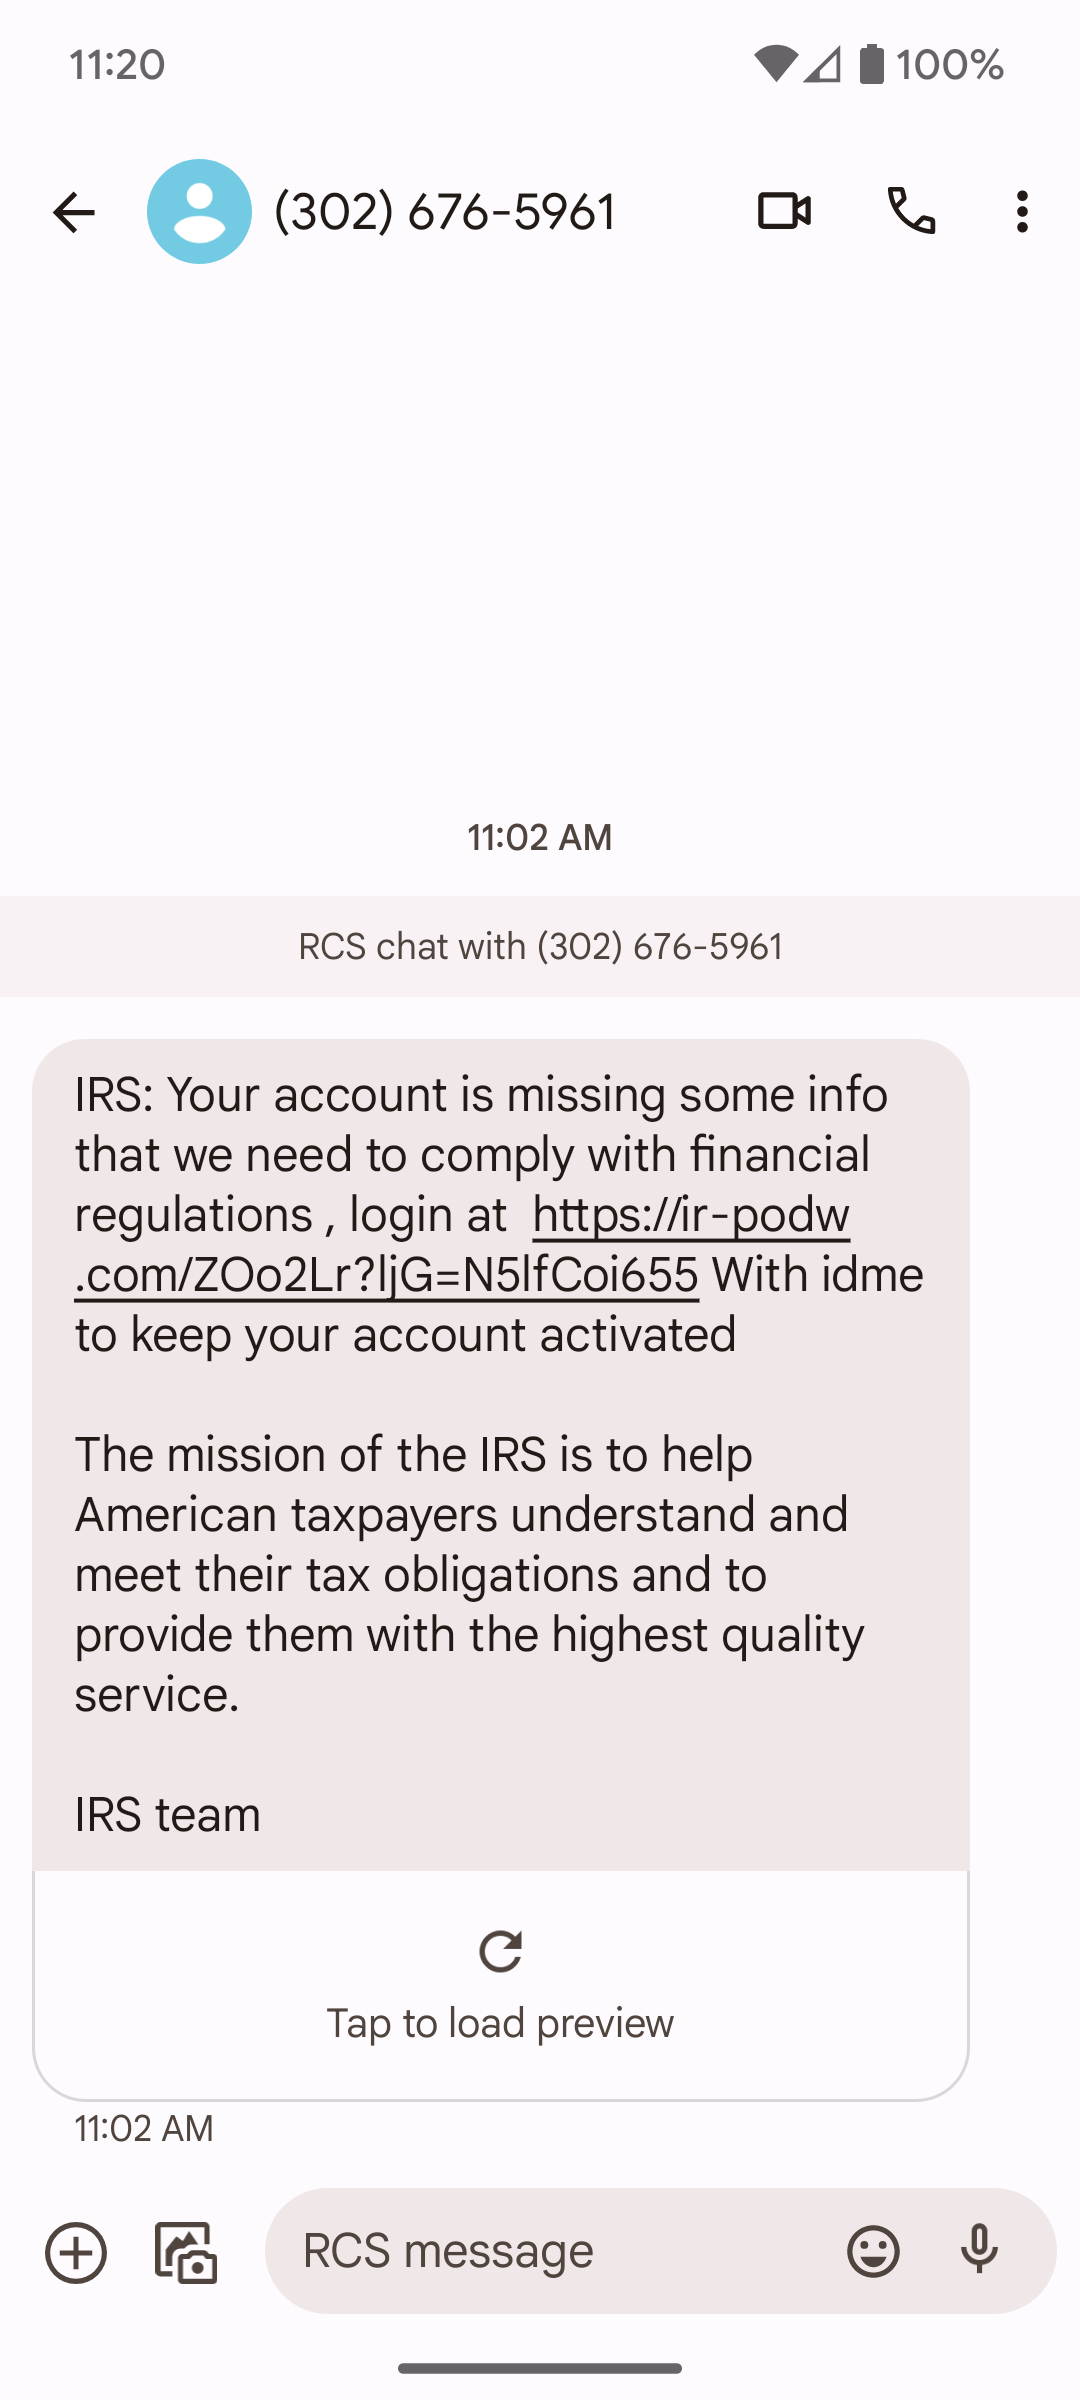 11:20
100%
(302) 676-5961
11:02 AM
RCS chat with (302) 676-5961
IRS: Your account is missing some info
that we need to comply with financial
regulations , login at  https://ir-podw
.com/ZOo2Lr?ljG=N5lfCoi655 With idme
to keep your account activated
The mission of the IRS is to help
American taxpayers understand and
meet their tax obligations and to
provide them with the highest quality
service.
IRS team
Tap to load preview
11:02 AM
RCS message